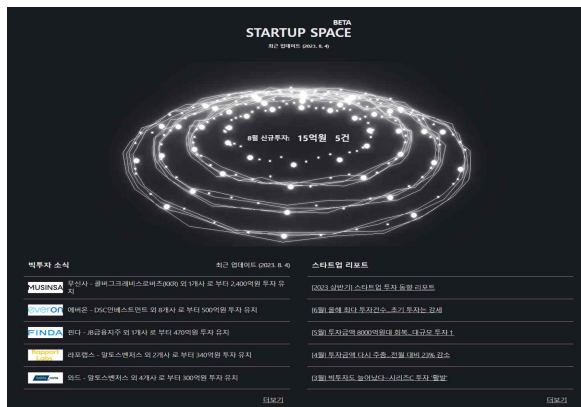 BETA
STARTUP SPACE
최근 업데이트 (2023. 8. 4)
8월 신규투자: 15억원 5건
빅투자 소식
최근 업데이트 (2023. 8. 4)
MUSINSA
무신사 - 콜버그크래비스로버츠(KKR) 외 1개사 로 부터 2,400억원 투자 유
치
everon
에버온 - DSC인베스트먼트 외 8개사 로 부터 500억원 투자 유치
FINDA
핀다 - JB금융지주 외 1개사 로 부터 470억원 투자 유치
Rapport
Labs
라포랩스 - 알토스벤처스 외 2개사 로 부터 340억원 투자 유치
와드 - 알토스벤처스 외 4개사 로 부터 300억원 투자 유치
더보기
스타트업 리포트
[2023 상반기] 스타트업 투자 동향 리포트
[6월] 올해 최다 투자건수...초기 투자는 강세
[5월] 투자금액 8000억원대 회복...대규모 투자↑
[4월] 투자금액 다시 주춤...전월 대비 23% 감소
[3월] 빅투자도 늘어났다···시리즈C 투자 '활발'
더보기